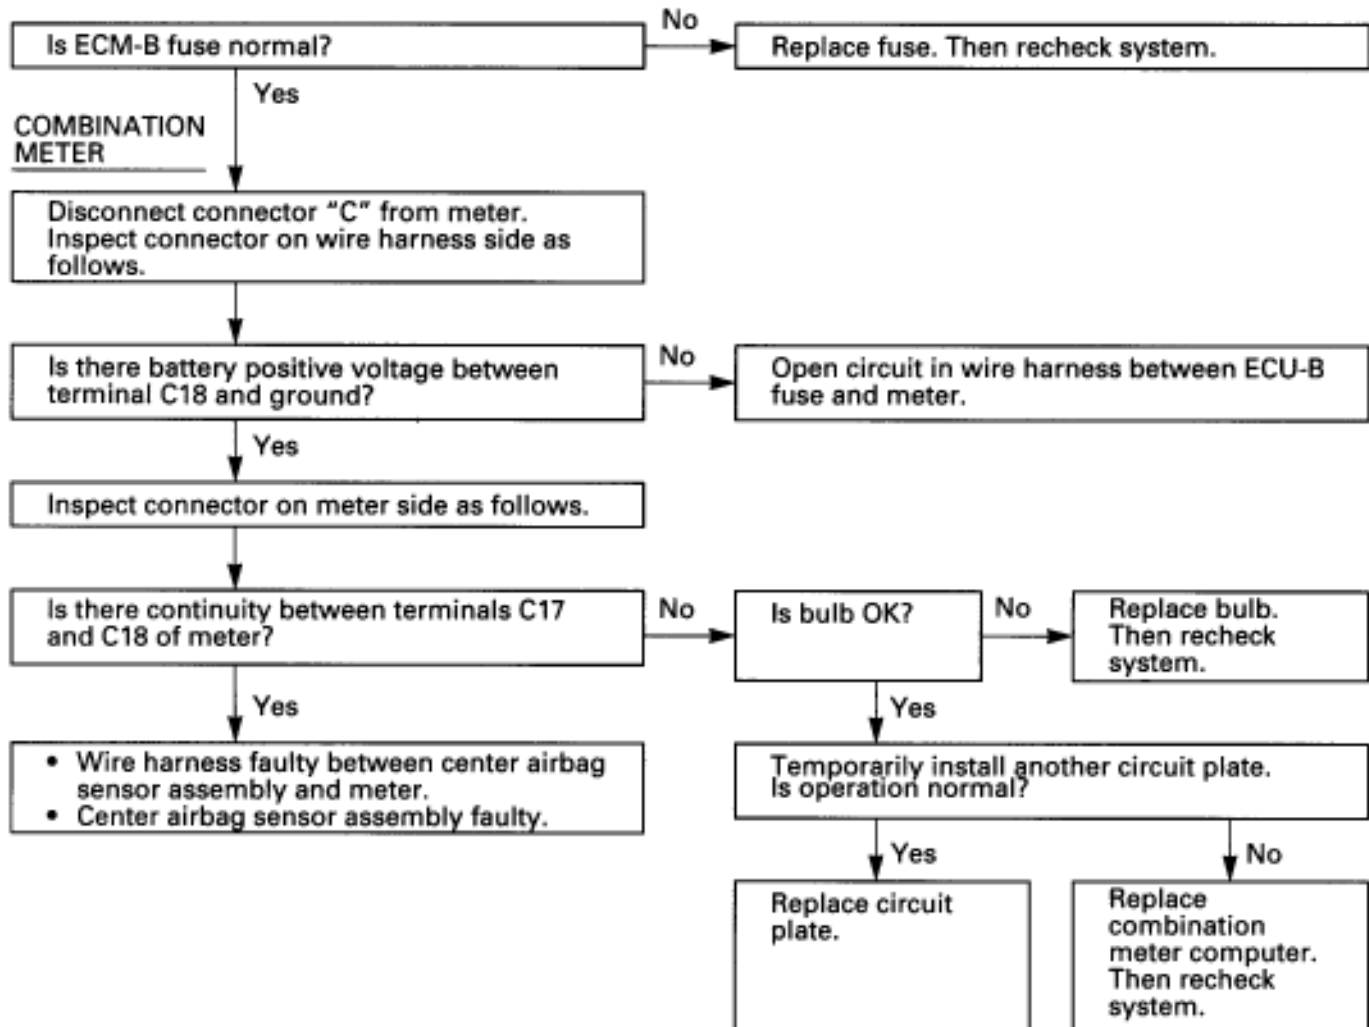 Is ECM-B fuse normal?
No
Replace fuse. Then recheck system.
Yes
COMBINATION
METER
Disconnect connector “C” from meter.
Inspect connector on wire harness side as
follows.
Is there battery positive voltage between
terminal C18 and ground?
No
Open circuit in wire harness between ECU-B
fuse and meter.
Yes
Inspect connector on meter side as follows.
Is there continuity between terminals C17
and C18 of meter?
No
Is bulb OK?
No
Replace bulb.
Then recheck
system.
Yes
Yes
• Wire harness faulty between center airbag
sensor assembly and meter.
• Center airbag sensor assembly faulty.
Temporarily install another circuit plate.
Is operation normal?
Yes
No
Replace circuit
plate.
Replace
combination
meter computer.
Then recheck
system.